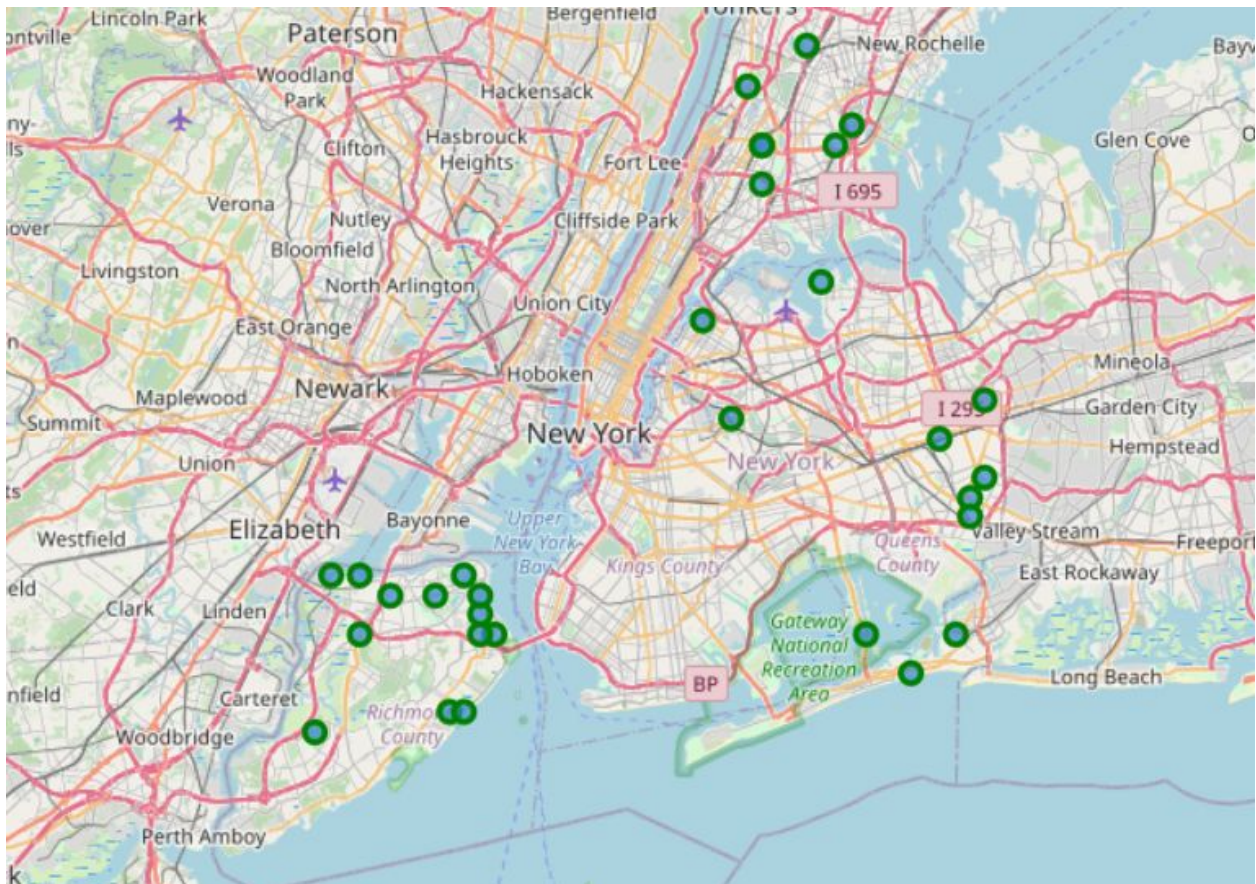 Lincoln Park
Bergenfield
Yonkers
Paterson
New Rochelle
Woodland
Park
Hackensack
Hasbrouck
Heights
Clifton
Fort Lee
Glen Cove
I 695
Verona
Nutley
Cliffside Park
Bloomfield
Livingston
North Arlington
Union City
East Orange
Mineola
Hoboken
Newark
Maplewood
I 295
Garden City
Summit
New York
Hempstead
Union
New York
Elizabeth
Bayonne
Upper
New York
Bay
Westfield
Valley Stream
Freeport
Queens
County
Kings County
East Rockaway
Clark
Linden
Gateway
National
Recreation
Area
Long Beach
BP
Carteret
County
Woodbridge
Perth Amboy